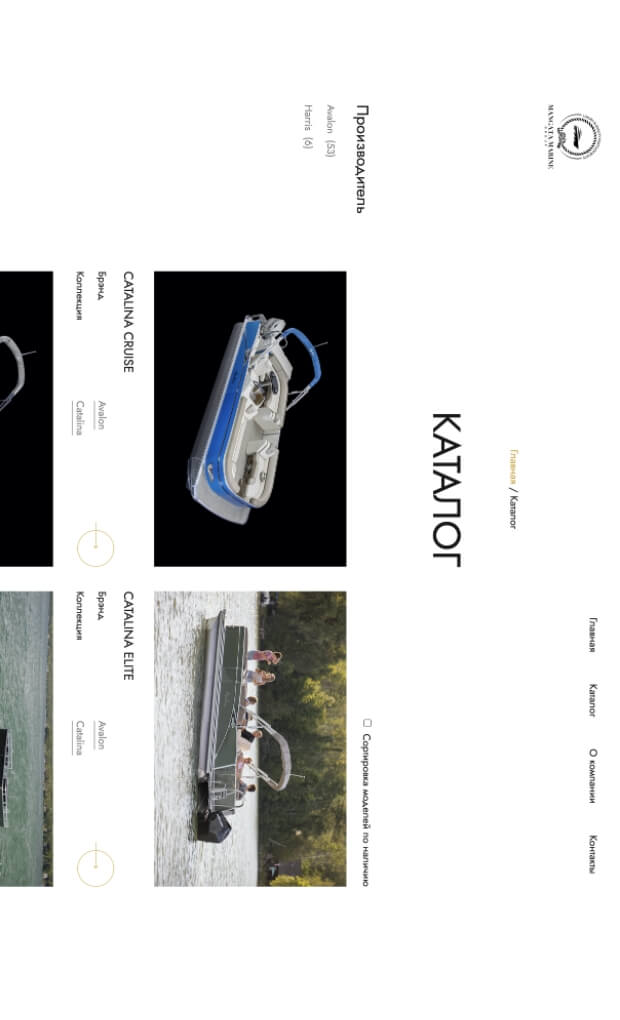 MANGATA MARINE
Главная
Каталог
О компании
Контакты
Главная / Каталог
КАТАЛОГ
Производитель
Avalon (53)
Harris (6)
Сортировка моделей по наличию
CATALINA CRUISE
Брэнд Avalon
Коллекция Catalina
CATALINA ELITE
Брэнд Avalon
Коллекция Catalina